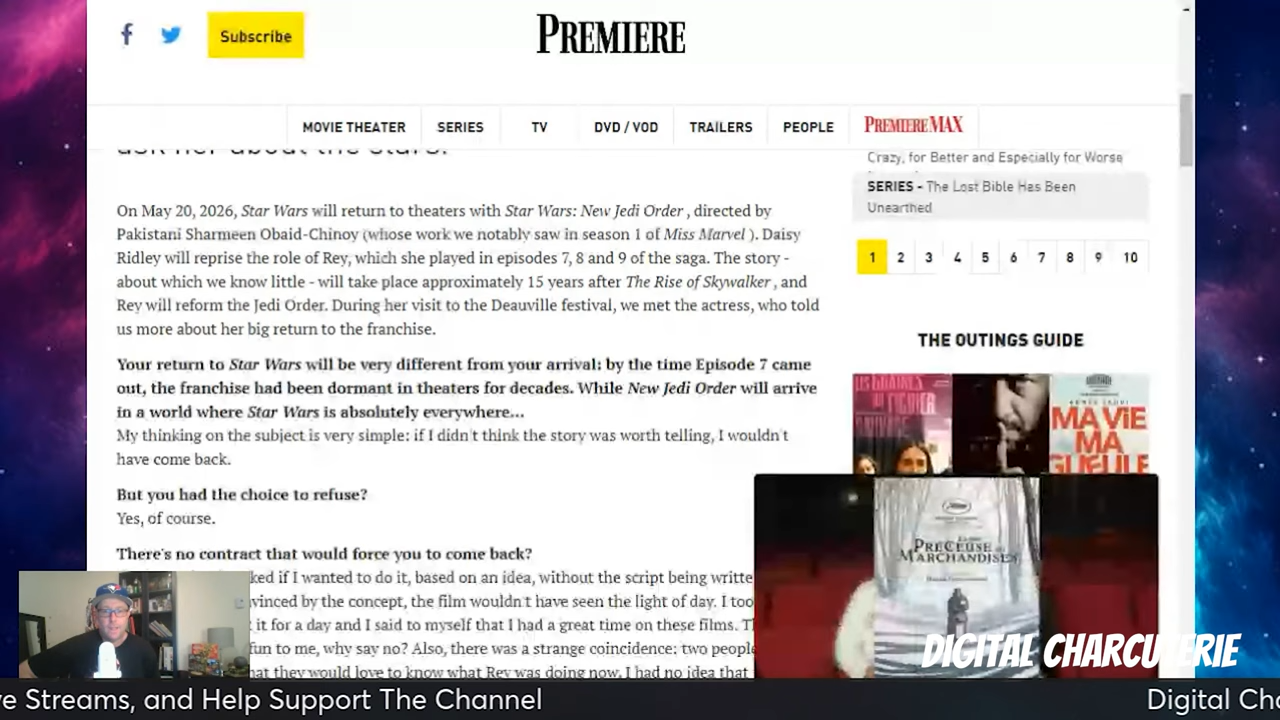 Subscribe
PREMIERE
MOVIE THEATER
SERIES
TV
DVD / VOD
TRAILERS
PEOPLE
PREMIERE MAX
ask her about the Stars.
On May 20, 2026, Star Wars will return to theaters with Star Wars: New Jedi Order , directed by
Pakistani Sharmeen Obaid-Chinoy (whose work we notably saw in season 1 of Miss Marvel ). Daisy
Ridley will reprise the role of Rey, which she played in episodes 7, 8 and 9 of the saga. The story -
about which we know little - will take place approximately 15 years after The Rise of Skywalker , and
Rey will reform the Jedi Order. During her visit to the Deauville festival, we met the actress, who told
us more about her big return to the franchise.
Your return to Star Wars will be very different from your arrival: by the time Episode 7 came
out, the franchise had been dormant in theaters for decades. While New Jedi Order will arrive
in a world where Star Wars is absolutely everywhere...
My thinking on the subject is very simple: if I didn't think the story was worth telling, I wouldn't
have come back.
But you had the choice to refuse?
Yes, of course.
There's no contract that would force you to come back?
ked if I wanted to do it, based on an idea, without the script being writte
vinced by the concept, the film wouldn't have seen the light of day. I too
it for a day and I said to myself that I had a great time on these films. T
fun to me, why say no? Also, there was a strange coincidence: two people
hat they would love to know what Rey was doing now. I had no idea that
Crazy, for Better and Especially for Worse
SERIES - The Lost Bible Has Been
Unearthed
1 2 3 4 5 6 7 8 9 10
THE OUTINGS GUIDE
MA VIE
MA
GUEULE
MARCHANDISES
DIGITAL CHARCUTERIE
ve Streams, and Help Support The Channel
Digital Cha